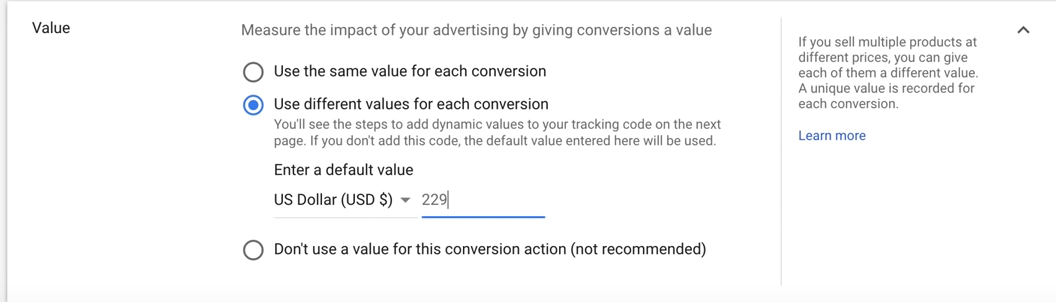 Value
Measure the impact of your advertising by giving conversions a value
Use the same value for each conversion
Use different values for each conversion
You'll see the steps to add dynamic values to your tracking code on the next
page. If you don't add this code, the default value entered here will be used.
Enter a default value
US Dollar (USD $) 229
Don't use a value for this conversion action (not recommended)
If you sell multiple products at
different prices, you can give
each of them a different value.
A unique value is recorded for
each conversion.
Learn more